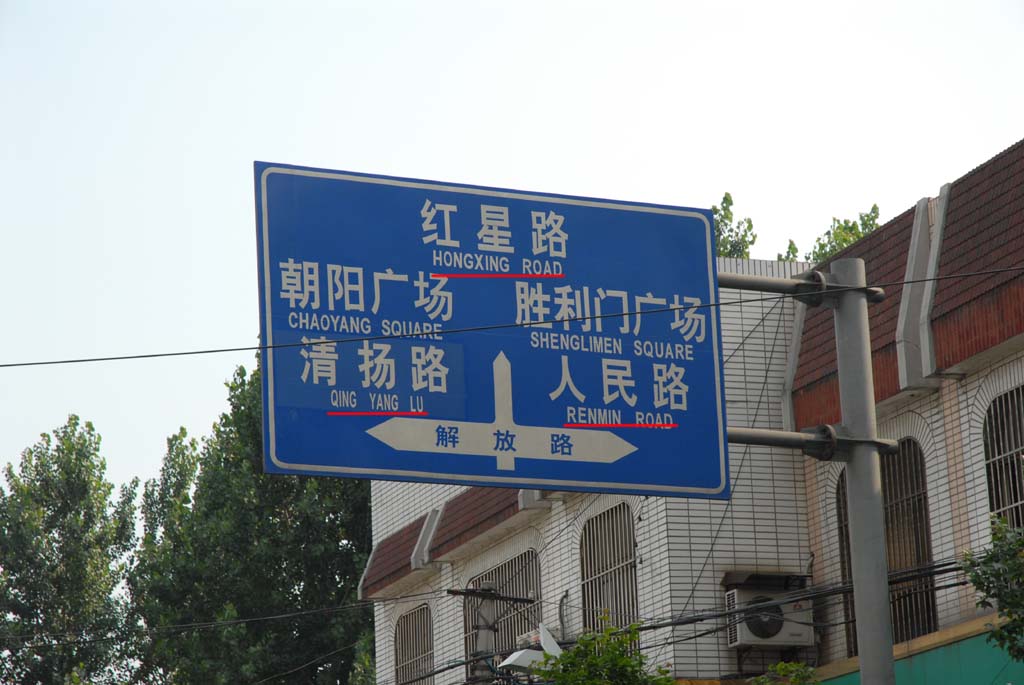 红星路
HONGXING ROAD
朝阳广场
CHAOYANG SQUARE
清扬路
QING YANG LU
胜利门广场
SHENGLIMEN SQUARE
人民路
RENMIN ROAD
解放路